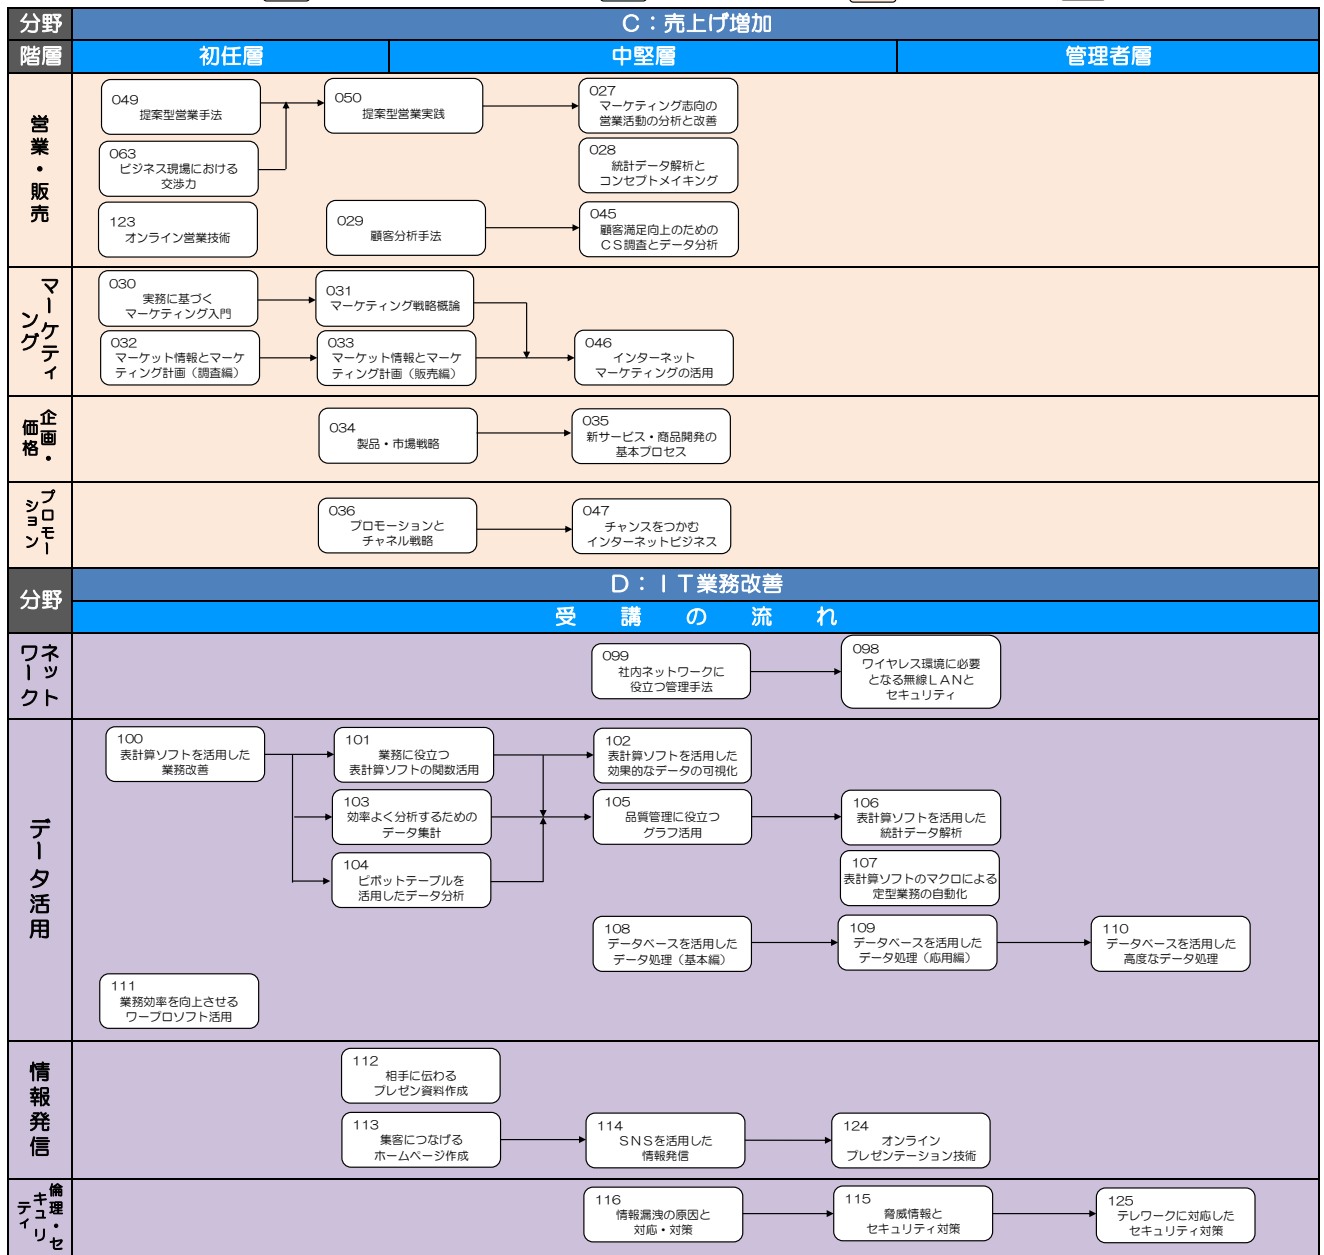 分野
C：売上げ増加
階層
初任層
中堅層
管理者層
営業・販売
049
提案型営業手法
050
提案型営業実践
027
マーケティング志向の
営業活動の分析と改善
063
ビジネス現場における
交渉力
028
統計データ解析と
コンセプトメイキング
123
オンライン営業技術
029
顧客分析手法
045
顧客満足向上のための
ＣＳ調査とデータ分析
マーケティ
ング
030
実務に基づく
マーケティング入門
031
マーケティング戦略概論
032
マーケット情報とマーケ
ティング計画（調査編）
033
マーケット情報とマーケ
ティング計画（販売編）
046
インターネット
マーケティングの活用
企画・
価格
034
製品・市場戦略
035
新サービス・商品開発の
基本プロセス
プロモー
ション
036
プロモーションと
チャネル戦略
047
チャンスをつかむ
インターネットビジネス
分野
D：ＩＴ業務改善
受講の流れ
ネット
ワーク
099
社内ネットワークに
役立つ管理手法
098
ワイヤレス環境に必要
となる無線ＬＡＮと
セキュリティ
データ活用
100
表計算ソフトを活用した
業務改善
101
業務に役立つ
表計算ソフトの関数活用
102
表計算ソフトを活用した
効果的なデータの可視化
103
効率よく分析するための
データ集計
105
品質管理に役立つ
グラフ活用
106
表計算ソフトを活用した
統計データ解析
104
ピボットテーブルを
活用したデータ分析
107
表計算ソフトのマクロによる
定型業務の自動化
108
データベースを活用した
データ処理（基本編）
109
データベースを活用した
データ処理（応用編）
110
データベースを活用した
高度なデータ処理
111
業務効率を向上させる
ワープロソフト活用
情報発信
112
相手に伝わる
プレゼン資料作成
113
集客につなげる
ホームページ作成
114
ＳＮＳを活用した
情報発信
124
オンライン
プレゼンテーション技術
倫理・セ
キュリ
ティ
116
情報漏洩の原因と
対応・対策
115
脅威情報と
セキュリティ対策
125
テレワークに対応した
セキュリティ対策